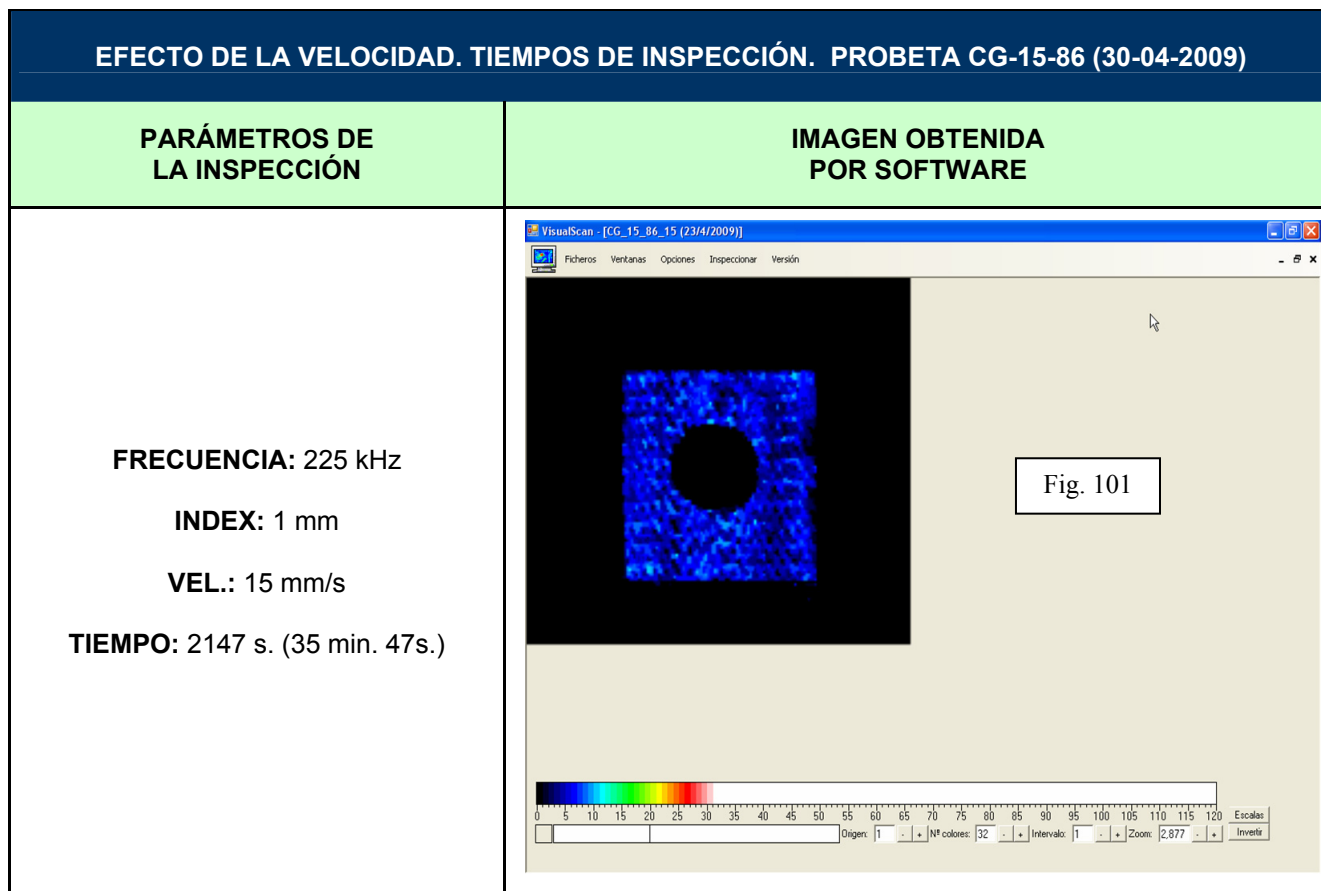 EFECTO DE LA VELOCIDAD. TIEMPOS DE INSPECCIÓN. PROBETA CG-15-86 (30-04-2009)
PARÁMETROS DE
LA INSPECCIÓN
IMAGEN OBTENIDA
POR SOFTWARE
FRECUENCIA: 225 kHz
INDEX: 1 mm
VEL.: 15 mm/s
TIEMPO: 2147 s. (35 min. 47s.)
VisualScan - [CG_15_86_15 (23/4/2009)]
Ficheros Ventanas Opciones Inspeccionar Versión
Fig. 101
0 5 10 15 20 25 30 35 40 45 50 55 60 65 70 75 80 85 90 95 100 105 110 115 120 Escalas
Origen: 1 - + Nº colores: 32 - + Intervalo: 1 - + Zoom: 2,877 - + Invertir